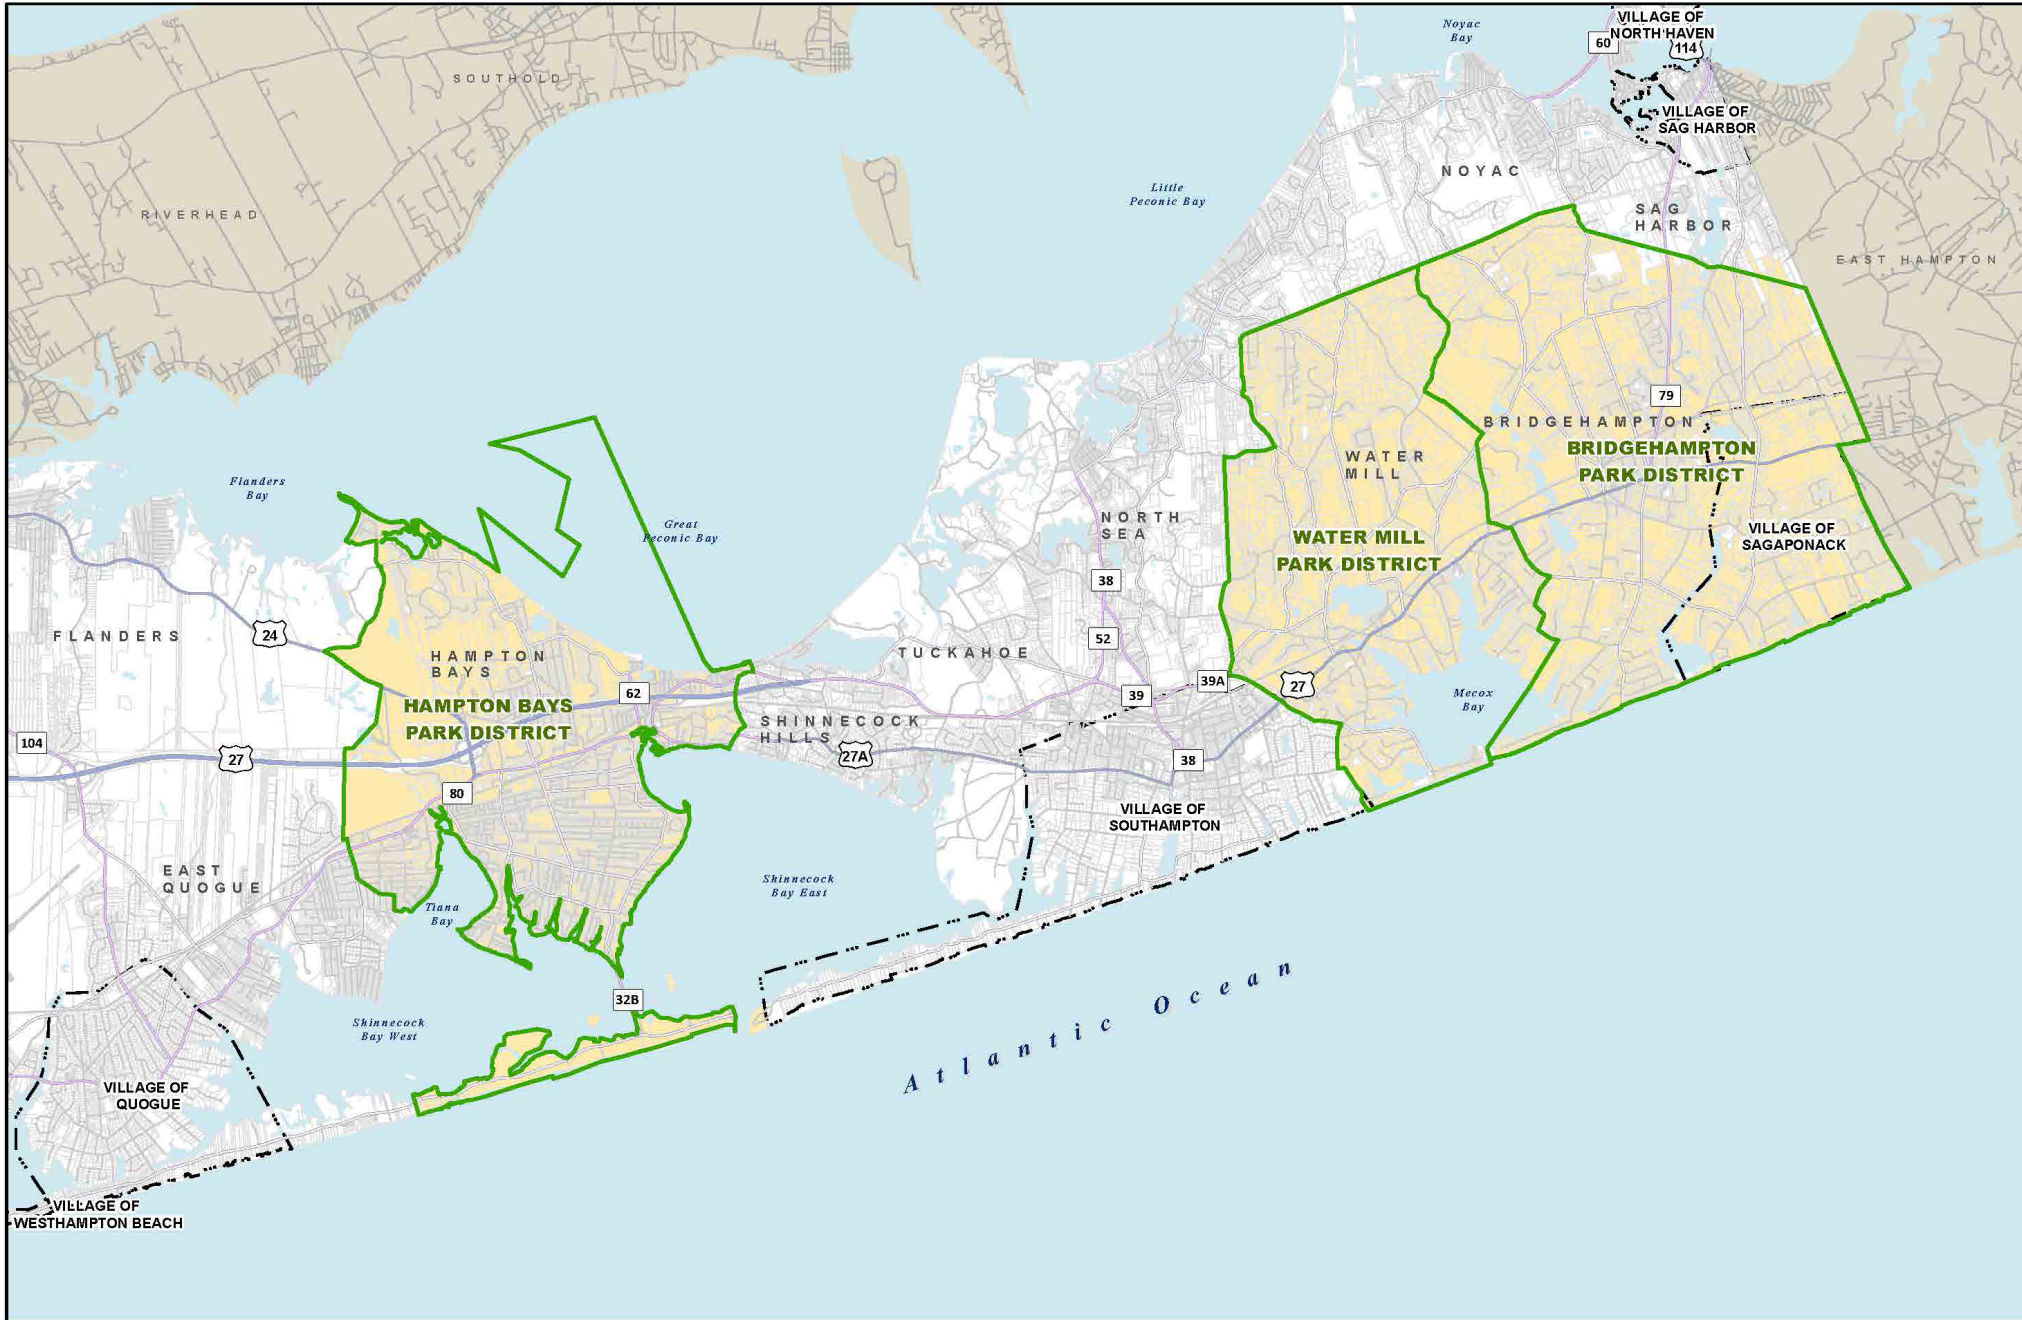 VILLAGE OF
NORTH HAVEN
Noyac
Bay
60
114
SOUTHOLD
VILLAGE OF
SAG HARBOR
NOYAC
Little
Peconic Bay
RIVERHEAD
SAG
HARBOR
EAST HAMPTON
79
BRIDGEHAMPTON
BRIDGEHAMPTON
PARK DISTRICT
WATER
MILL
Flanders
Bay
Great
Peconic Bay
NORTH
SEA
WATER MILL
PARK DISTRICT
VILLAGE OF
SAGAPONACK
38
FLANDERS
24
52
TUCKAHOE
HAMPTON
BAYS
62
39
39A
27
Mecox
Bay
HAMPTON BAYS
PARK DISTRICT
SHINNECOCK
HILLS
104
27
27A
38
80
VILLAGE OF
SOUTHAMPTON
EAST
QUOGUE
Shinnecock
Bay East
Tiana
Bay
32B
Atlantic Ocean
Shinnecock
Bay West
VILLAGE OF
QUOGUE
VILLAGE OF
WESTHAMPTON BEACH